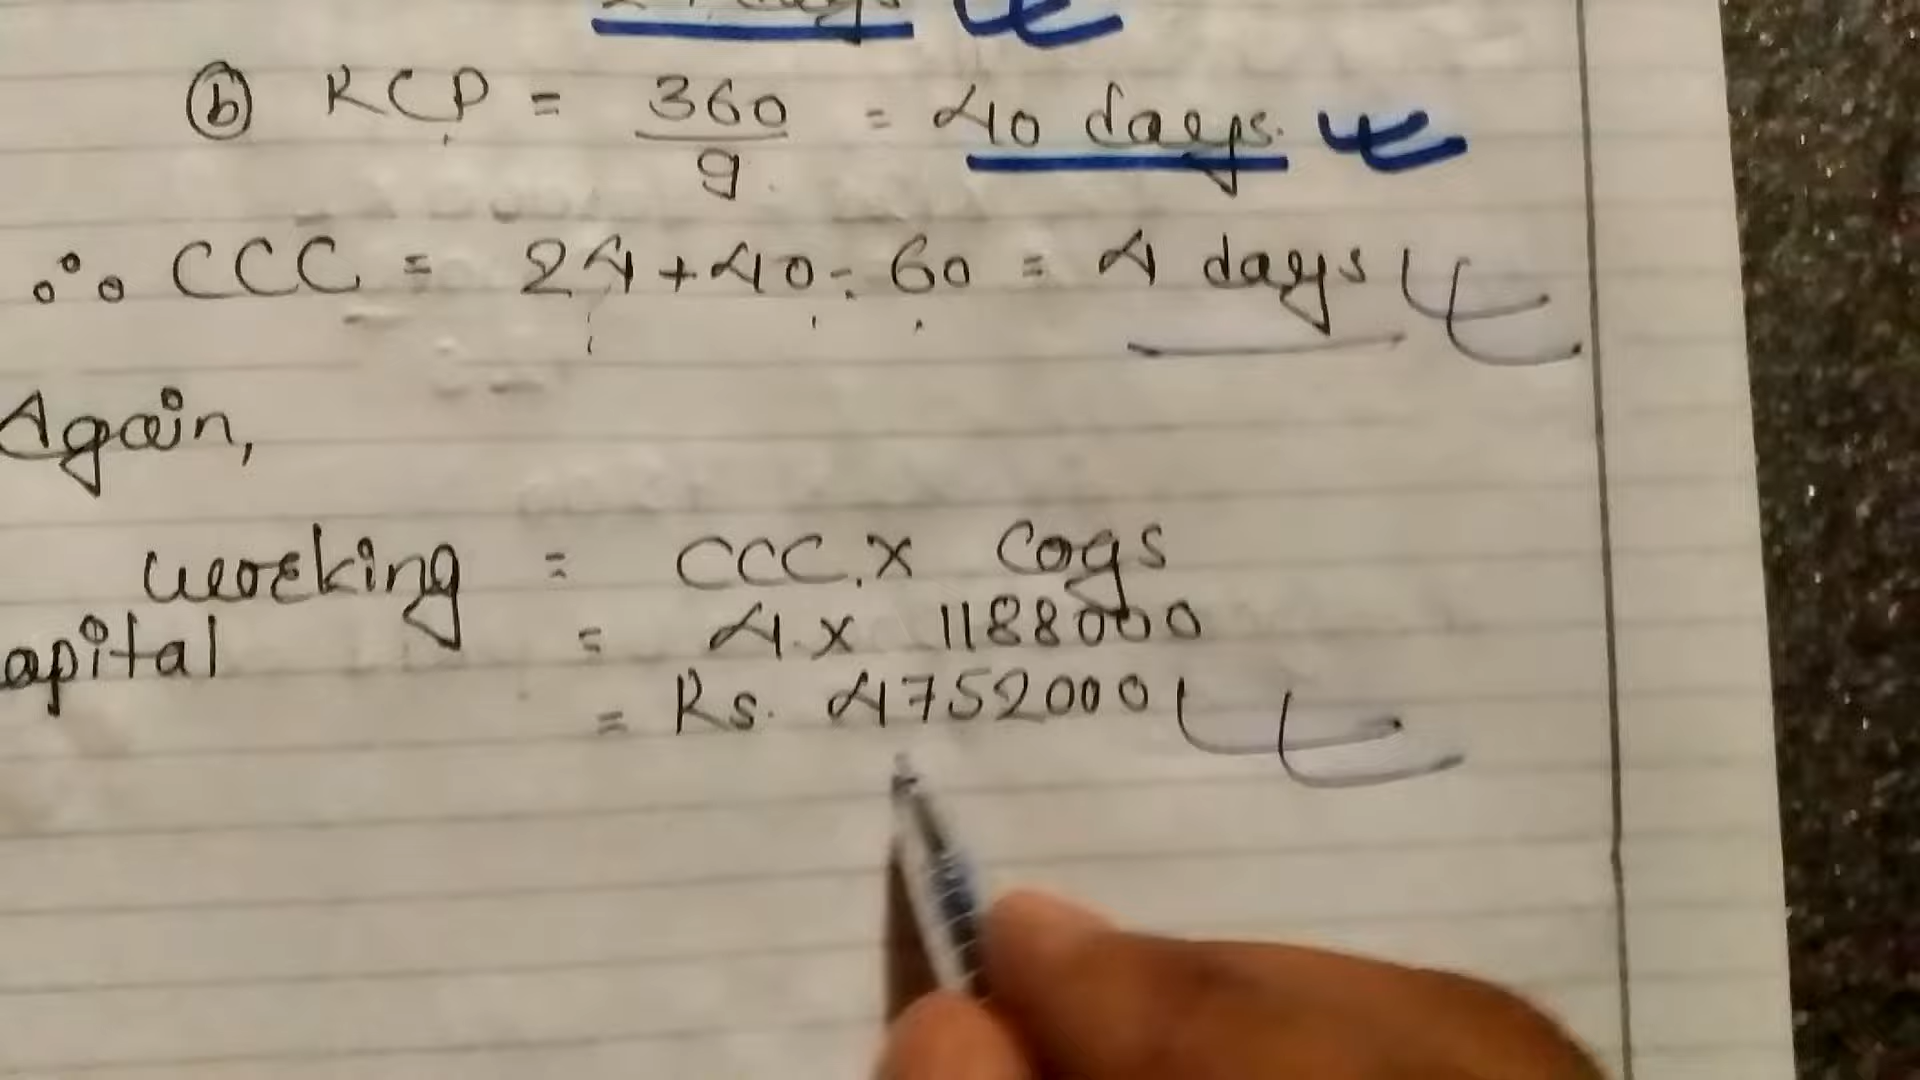 ⓑ RCP = 360/9 = 40 days.
∴ CCC = 24 + 40 - 60 = 4 days
Again,
working = CCC. x Cogs
apital = 4 x 1188000
= Rs. 4752000